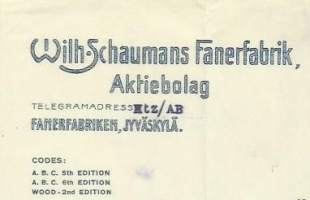 Wilh. Schaumans Fanerfabrik,
Aktiebolag
TELEGRAMADRESS Htz/AB
FANERFABRIKEN, JYVÄSKYLÄ.
CODES:
A. B. C. 5th EDITION
A. B. C. 6th EDITION
WOOD - 2nd EDITION